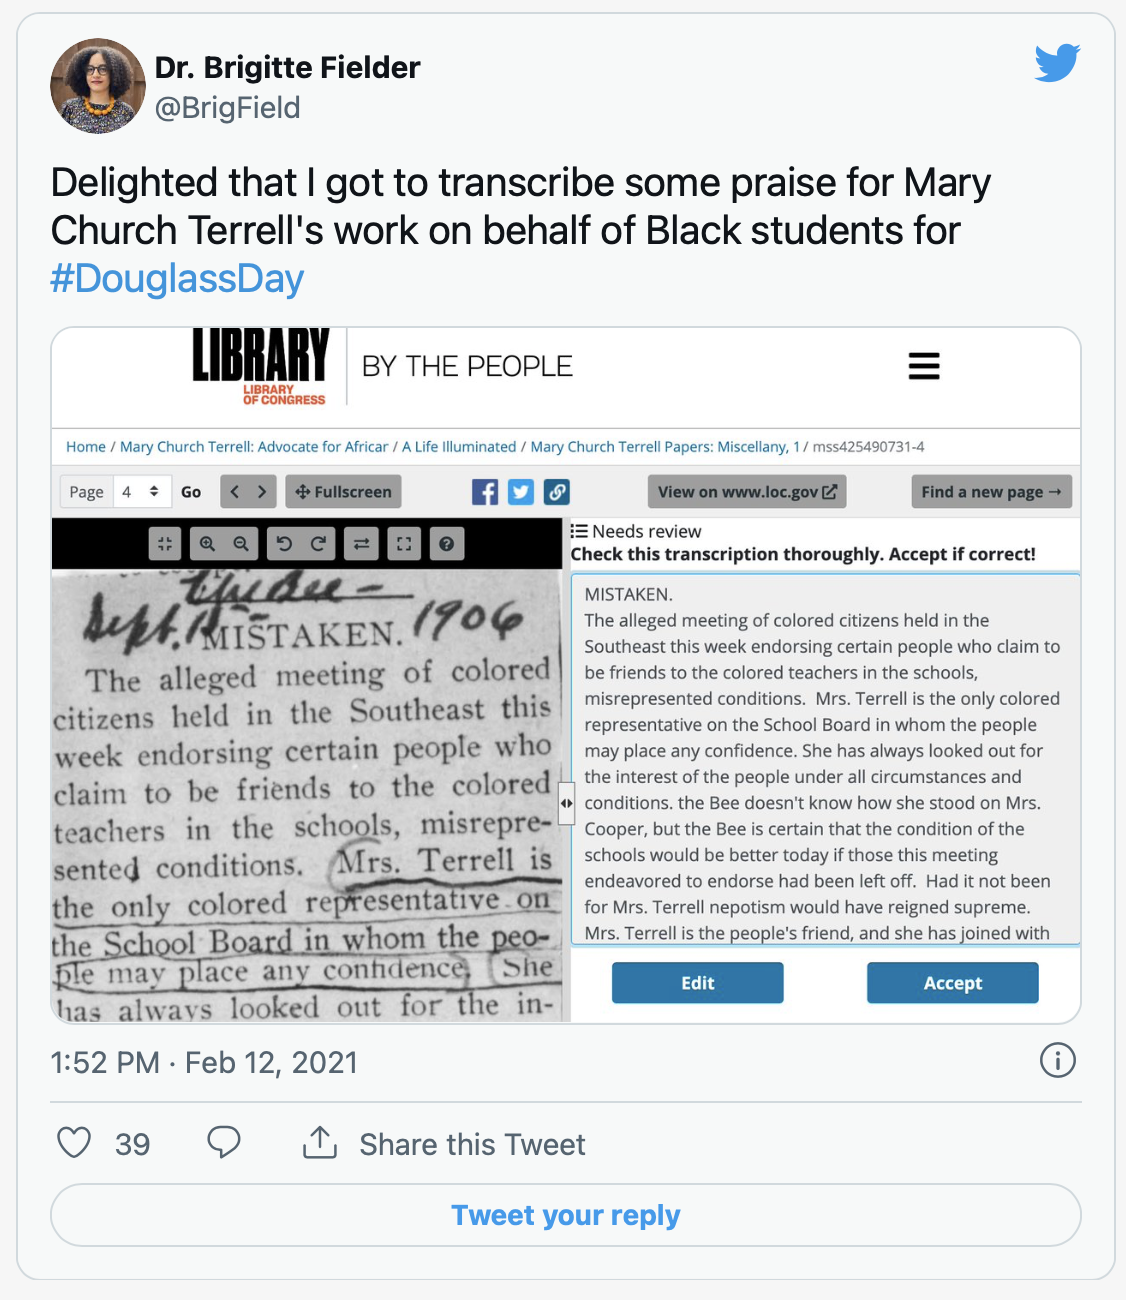 Dr. Brigitte Fielder
@BrigField
Delighted that I got to transcribe some praise for Mary
Church Terrell's work on behalf of Black students for
#DouglassDay
LIBRARY
LIBRARY
OF CONGRESS
BY THE PEOPLE
Home / Mary Church Terrell: Advocate for Africar / A Life Illuminated / Mary Church Terrell Papers: Miscellany, 1 / mss425490731-4
Page 4 Go Fullscreen View on www.loc.gov Find a new page →
The Bee —
Sept. 1906
MISTAKEN.
The alleged meeting of colored
citizens held in the Southeast this
week endorsing certain people who
claim to be friends to the colored
teachers in the schools, misrepre-
sented conditions. (Mrs. Terrell is
the only colored representative on
the School Board in whom the peo-
ple may place any confidence. (She
has always looked out for the in-
Needs review
Check this transcription thoroughly. Accept if correct!
MISTAKEN.
The alleged meeting of colored citizens held in the
Southeast this week endorsing certain people who claim to
be friends to the colored teachers in the schools,
misrepresented conditions.  Mrs. Terrell is the only colored
representative on the School Board in whom the people
may place any confidence. She has always looked out for
the interest of the people under all circumstances and
conditions. the Bee doesn't know how she stood on Mrs.
Cooper, but the Bee is certain that the condition of the
schools would be better today if those this meeting
endeavored to endorse had been left off.  Had it not been
for Mrs. Terrell nepotism would have reigned supreme.
Mrs. Terrell is the people's friend, and she has joined with
Edit
Accept
1:52 PM · Feb 12, 2021
39 Share this Tweet
Tweet your reply